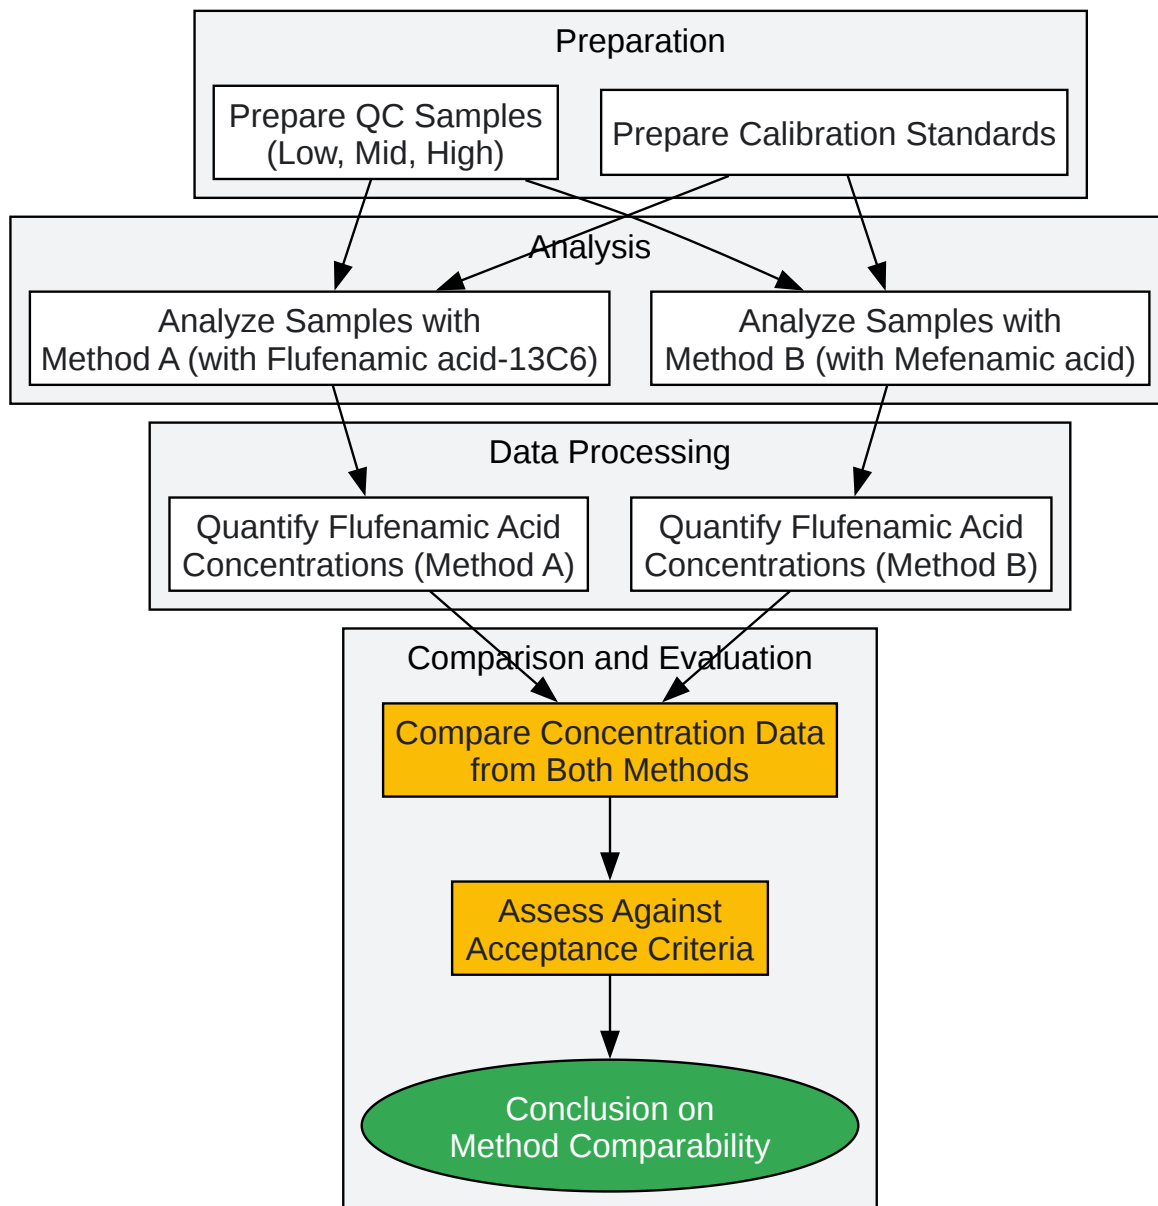 Preparation
Prepare QC Samples
(Low, Mid, High)
Prepare Calibration Standards
Analysis
Analyze Samples with
Method A (with Flufenamic acid-13C6)
Analyze Samples with
Method B (with Mefenamic acid)
Data Processing
Quantify Flufenamic Acid
Concentrations (Method A)
Quantify Flufenamic Acid
Concentrations (Method B)
Comparison and Evaluation
Compare Concentration Data
from Both Methods
Assess Against
Acceptance Criteria
Conclusion on
Method Comparability